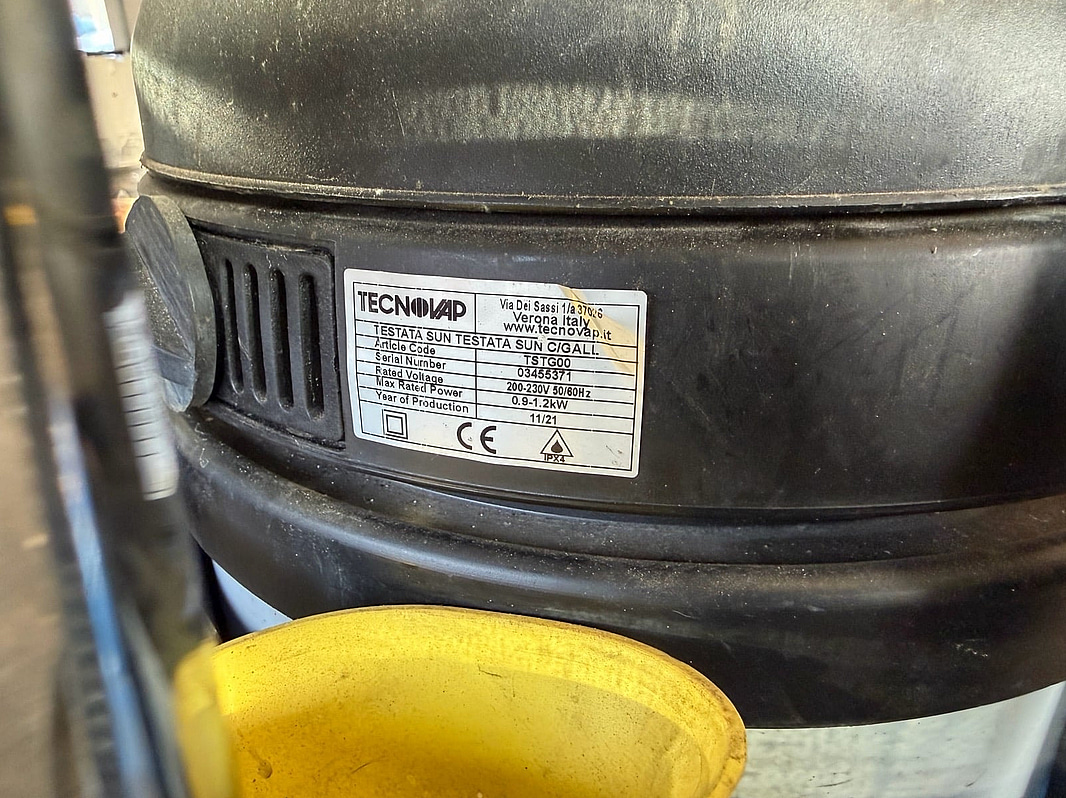 TECNOVAP
Via Dei Sassi 1/a 37026
Verona Italy
www.tecnovap.it
TESTATA SUN TESTATA SUN C/GALL.
Article Code TSTG00
Serial Number 03455371
Rated Voltage 200-230V 50/60Hz
Max Rated Power 0.9-1.2kW
Year of Production 11/21
CE
IPX4